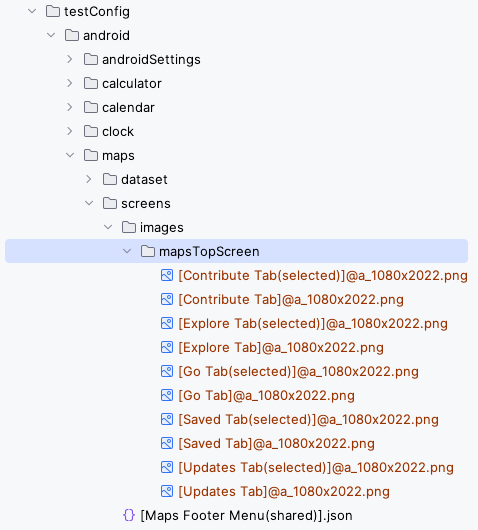 testConfig
android
androidSettings
calculator
calendar
clock
maps
dataset
screens
images
mapsTopScreen
[Contribute Tab(selected)]@a_1080x2022.png
[Contribute Tab]@a_1080x2022.png
[Explore Tab(selected)]@a_1080x2022.png
[Explore Tab]@a_1080x2022.png
[Go Tab(selected)]@a_1080x2022.png
[Go Tab]@a_1080x2022.png
[Saved Tab(selected)]@a_1080x2022.png
[Saved Tab]@a_1080x2022.png
[Updates Tab(selected)]@a_1080x2022.png
[Updates Tab]@a_1080x2022.png
[Maps Footer Menu(shared)].json